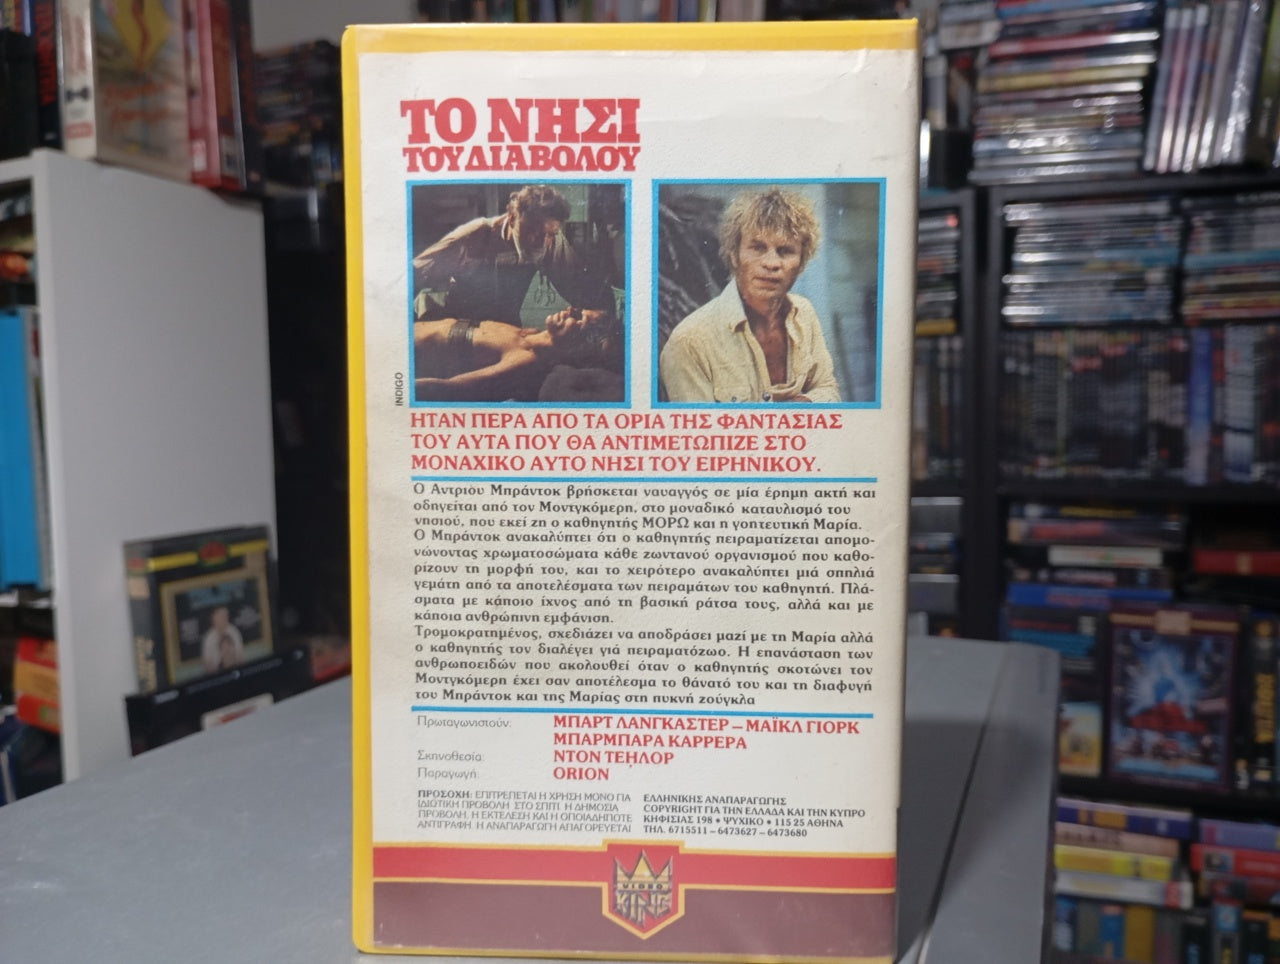 ΤΟ ΝΗΣΙ
ΤΟΥ ΔΙΑΒΟΛΟΥ
INDIGO
ΗΤΑΝ ΠΕΡΑ ΑΠΟ ΤΑ ΟΡΙΑ ΤΗΣ ΦΑΝΤΑΣΙΑΣ
ΤΟΥ ΑΥΤΑ ΠΟΥ ΘΑ ΑΝΤΙΜΕΤΩΠΙΖΕ ΣΤΟ
ΜΟΝΑΧΙΚΟ ΑΥΤΟ ΝΗΣΙ ΤΟΥ ΕΙΡΗΝΙΚΟΥ.
Ο Αντριου Μπράντοκ βρήσκεται ναυαγός σε μία έρημη ακτή και
οδηγείται από τον Μοντγκόμερη, στο μοναδικό καταυλισμό του
νησιού, που εκεί ζη ο καθηγητής ΜΟΡΩ και η γοητευτική Μαρία.
Ο Μπράντοκ ανακαλύπτει ότι ο καθηγητής πειραματίζεται απομο-
νώνοντας χρωματοσώματα κάθε ζωντανού οργανισμού που καθο-
ρίζουν τη μορφή του, και το χειρότερο ανακαλύπτει μιά σπηλιά
γεμάτη από τα αποτελέσματα των πειραμάτων του καθηγητή. Πλά-
σματα με κάποιο ίχνος από τη βασική ράτσα τους, αλλά και με
κάποια ανθρώπινη εμφάνιση.
Τρομοκρατημένος, σχεδιάζει να αποδράσει μαζί με τη Μαρία αλλά
ο καθηγητής τον διαλέγει γιά πειραματόζωο. Η επανάσταση των
ανθρωποειδών που ακολουθεί όταν ο καθηγητής σκοτώνει τον
Μοντγκόμερη έχει σαν αποτέλεσμα το θάνατό του και τη διαφυγή
του Μπράντοκ και της Μαρίας στη πυκνή ζούγκλα
Πρωταγωνιστούν: ΜΠΑΡΤ ΛΑΝΓΚΑΣΤΕΡ – ΜΑΪΚΛ ΓΙΟΡΚ
ΜΠΑΡΜΠΑΡΑ ΚΑΡΡΕΡΑ
Σκηνοθεσία: ΝΤΟΝ ΤΕΗΛΟΡ
Παραγωγή: ORION
ΠΡΟΣΟΧΗ: ΕΠΙΤΡΕΠΕΤΑΙ Η ΧΡΗΣΗ ΜΟΝΟ ΓΙΑ
ΙΔΙΩΤΙΚΗ ΠΡΟΒΟΛΗ ΣΤΟ ΣΠΙΤΙ. Η ΔΗΜΟΣΙΑ
ΠΡΟΒΟΛΗ, Η ΕΚΤΕΛΕΣΗ ΚΑΙ Η ΟΠΟΙΑΔΗΠΟΤΕ
ΑΝΤΙΓΡΑΦΗ Ή ΑΝΑΠΑΡΑΓΩΓΗ ΑΠΑΓΟΡΕΥΕΤΑΙ
ΕΛΛΗΝΙΚΗΣ ΑΝΑΠΑΡΑΓΩΓΗΣ
COPYRIGHT ΓΙΑ ΤΗΝ ΕΛΛΑΔΑ ΚΑΙ ΤΗΝ ΚΥΠΡΟ
ΚΗΦΙΣΙΑΣ 198 • ΨΥΧΙΚΟ • 115 25 ΑΘΗΝΑ
ΤΗΛ. 6715511 – 6473627 – 6473680
VIDEO
KING